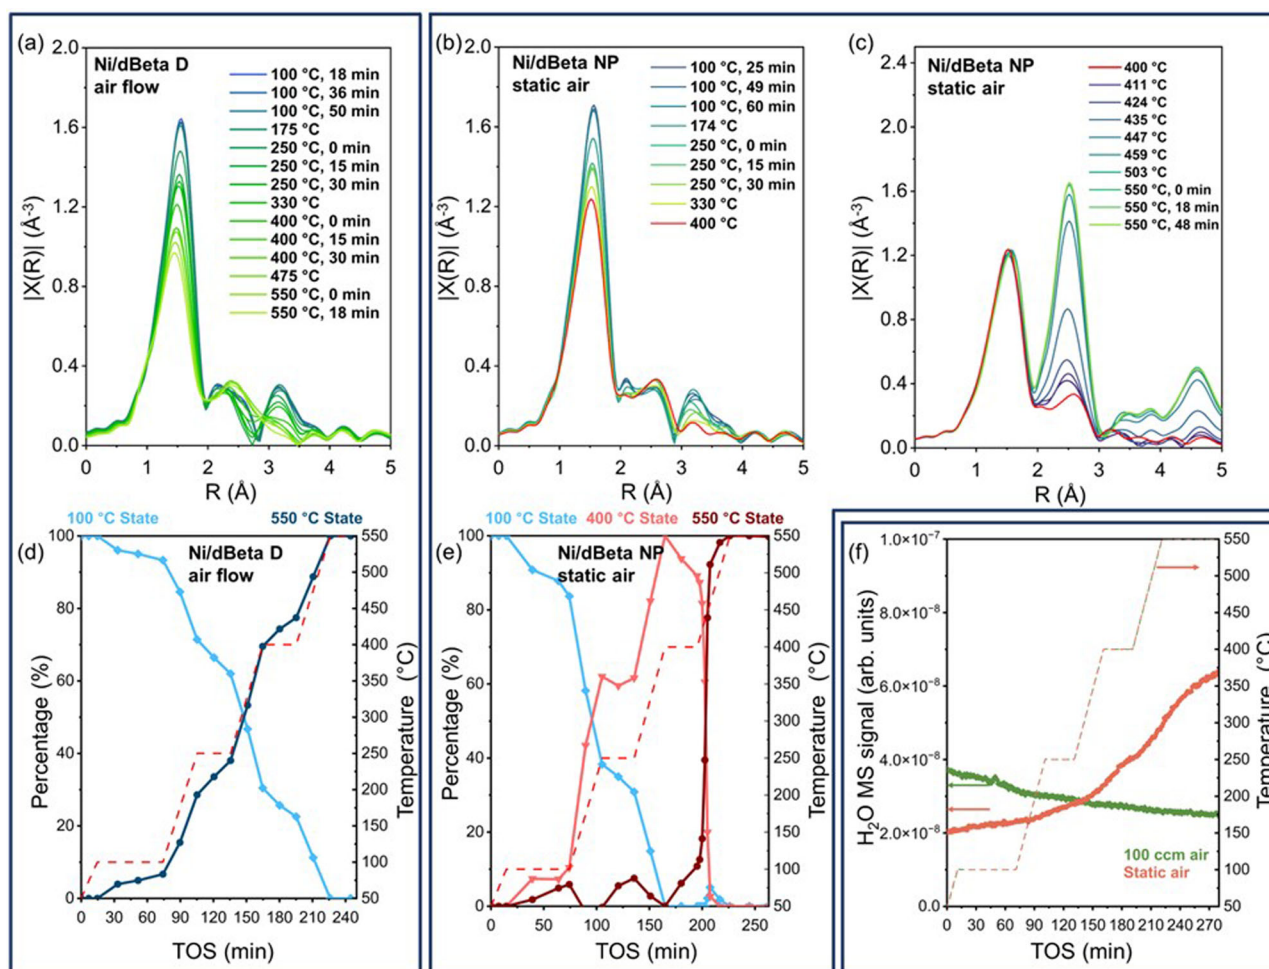 (a)
Ni/dBeta D
air flow
100 °C, 18 min
100 °C, 36 min
100 °C, 50 min
175 °C
250 °C, 0 min
250 °C, 15 min
250 °C, 30 min
330 °C
400 °C, 0 min
400 °C, 15 min
400 °C, 30 min
475 °C
550 °C, 0 min
550 °C, 18 min
2.0
1.6
1.2
0.8
0.4
0.0
|X(R)| (Å-3)
0 1 2 3 4 5
R (Å)
(b)
Ni/dBeta NP
static air
100 °C, 25 min
100 °C, 49 min
100 °C, 60 min
174 °C
250 °C, 0 min
250 °C, 15 min
250 °C, 30 min
330 °C
400 °C
2.0
1.6
1.2
0.8
0.4
0.0
|X(R)| (Å-3)
0 1 2 3 4 5
R (Å)
(c)
Ni/dBeta NP
static air
400 °C
411 °C
424 °C
435 °C
447 °C
459 °C
503 °C
550 °C, 0 min
550 °C, 18 min
550 °C, 48 min
2.4
2.0
1.6
1.2
0.8
0.4
0.0
|X(R)| (Å-3)
0 1 2 3 4 5
R (Å)
100 °C State 550 °C State
(d)
Ni/dBeta D
air flow
100
80
60
40
20
0
Percentage (%)
550
500
450
400
350
300
250
200
150
100
50
Temperature (°C)
0 30 60 90 120 150 180 210 240
TOS (min)
100 °C State 400 °C State 550 °C State
(e)
Ni/dBeta NP
static air
100
80
60
40
20
0
Percentage (%)
550
500
450
400
350
300
250
200
150
100
50
Temperature (°C)
0 50 100 150 200 250
TOS (min)
(f)
1.0×10-7
8.0×10-8
6.0×10-8
4.0×10-8
2.0×10-8
0.0
H2O MS signal (arb. units)
100 ccm air
Static air
550
500
450
400
350
300
250
200
150
100
50
Temperature (°C)
0 30 60 90 120 150 180 210 240 270
TOS (min)